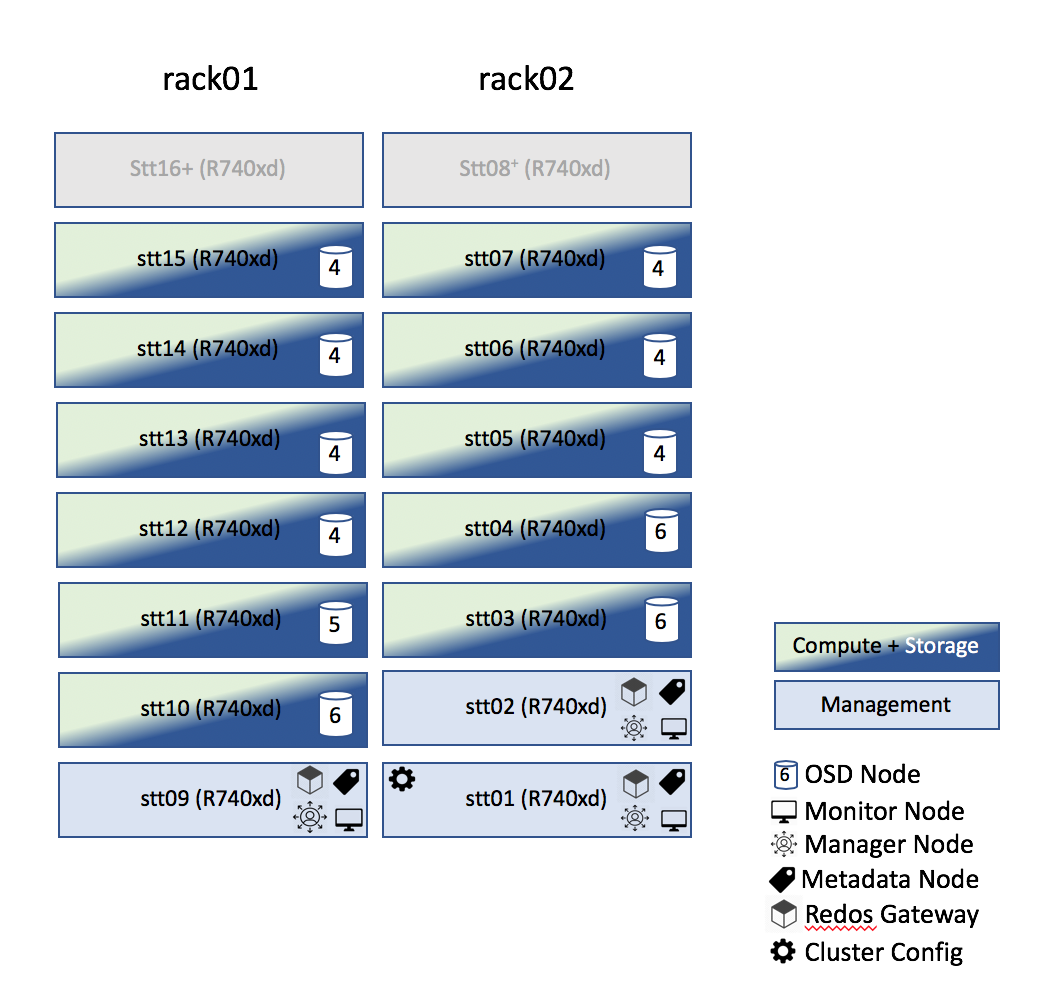 rack01
rack02
Stt16+ (R740xd)
Stt08⁺ (R740xd)
stt15 (R740xd)
4
stt07 (R740xd)
4
stt14 (R740xd)
4
stt06 (R740xd)
4
stt13 (R740xd)
4
stt05 (R740xd)
4
stt12 (R740xd)
4
stt04 (R740xd)
6
stt11 (R740xd)
5
stt03 (R740xd)
6
stt10 (R740xd)
6
stt02 (R740xd)
stt09 (R740xd)
stt01 (R740xd)
Compute + Storage
Management
6 OSD Node
Monitor Node
Manager Node
Metadata Node
Redos Gateway
Cluster Config